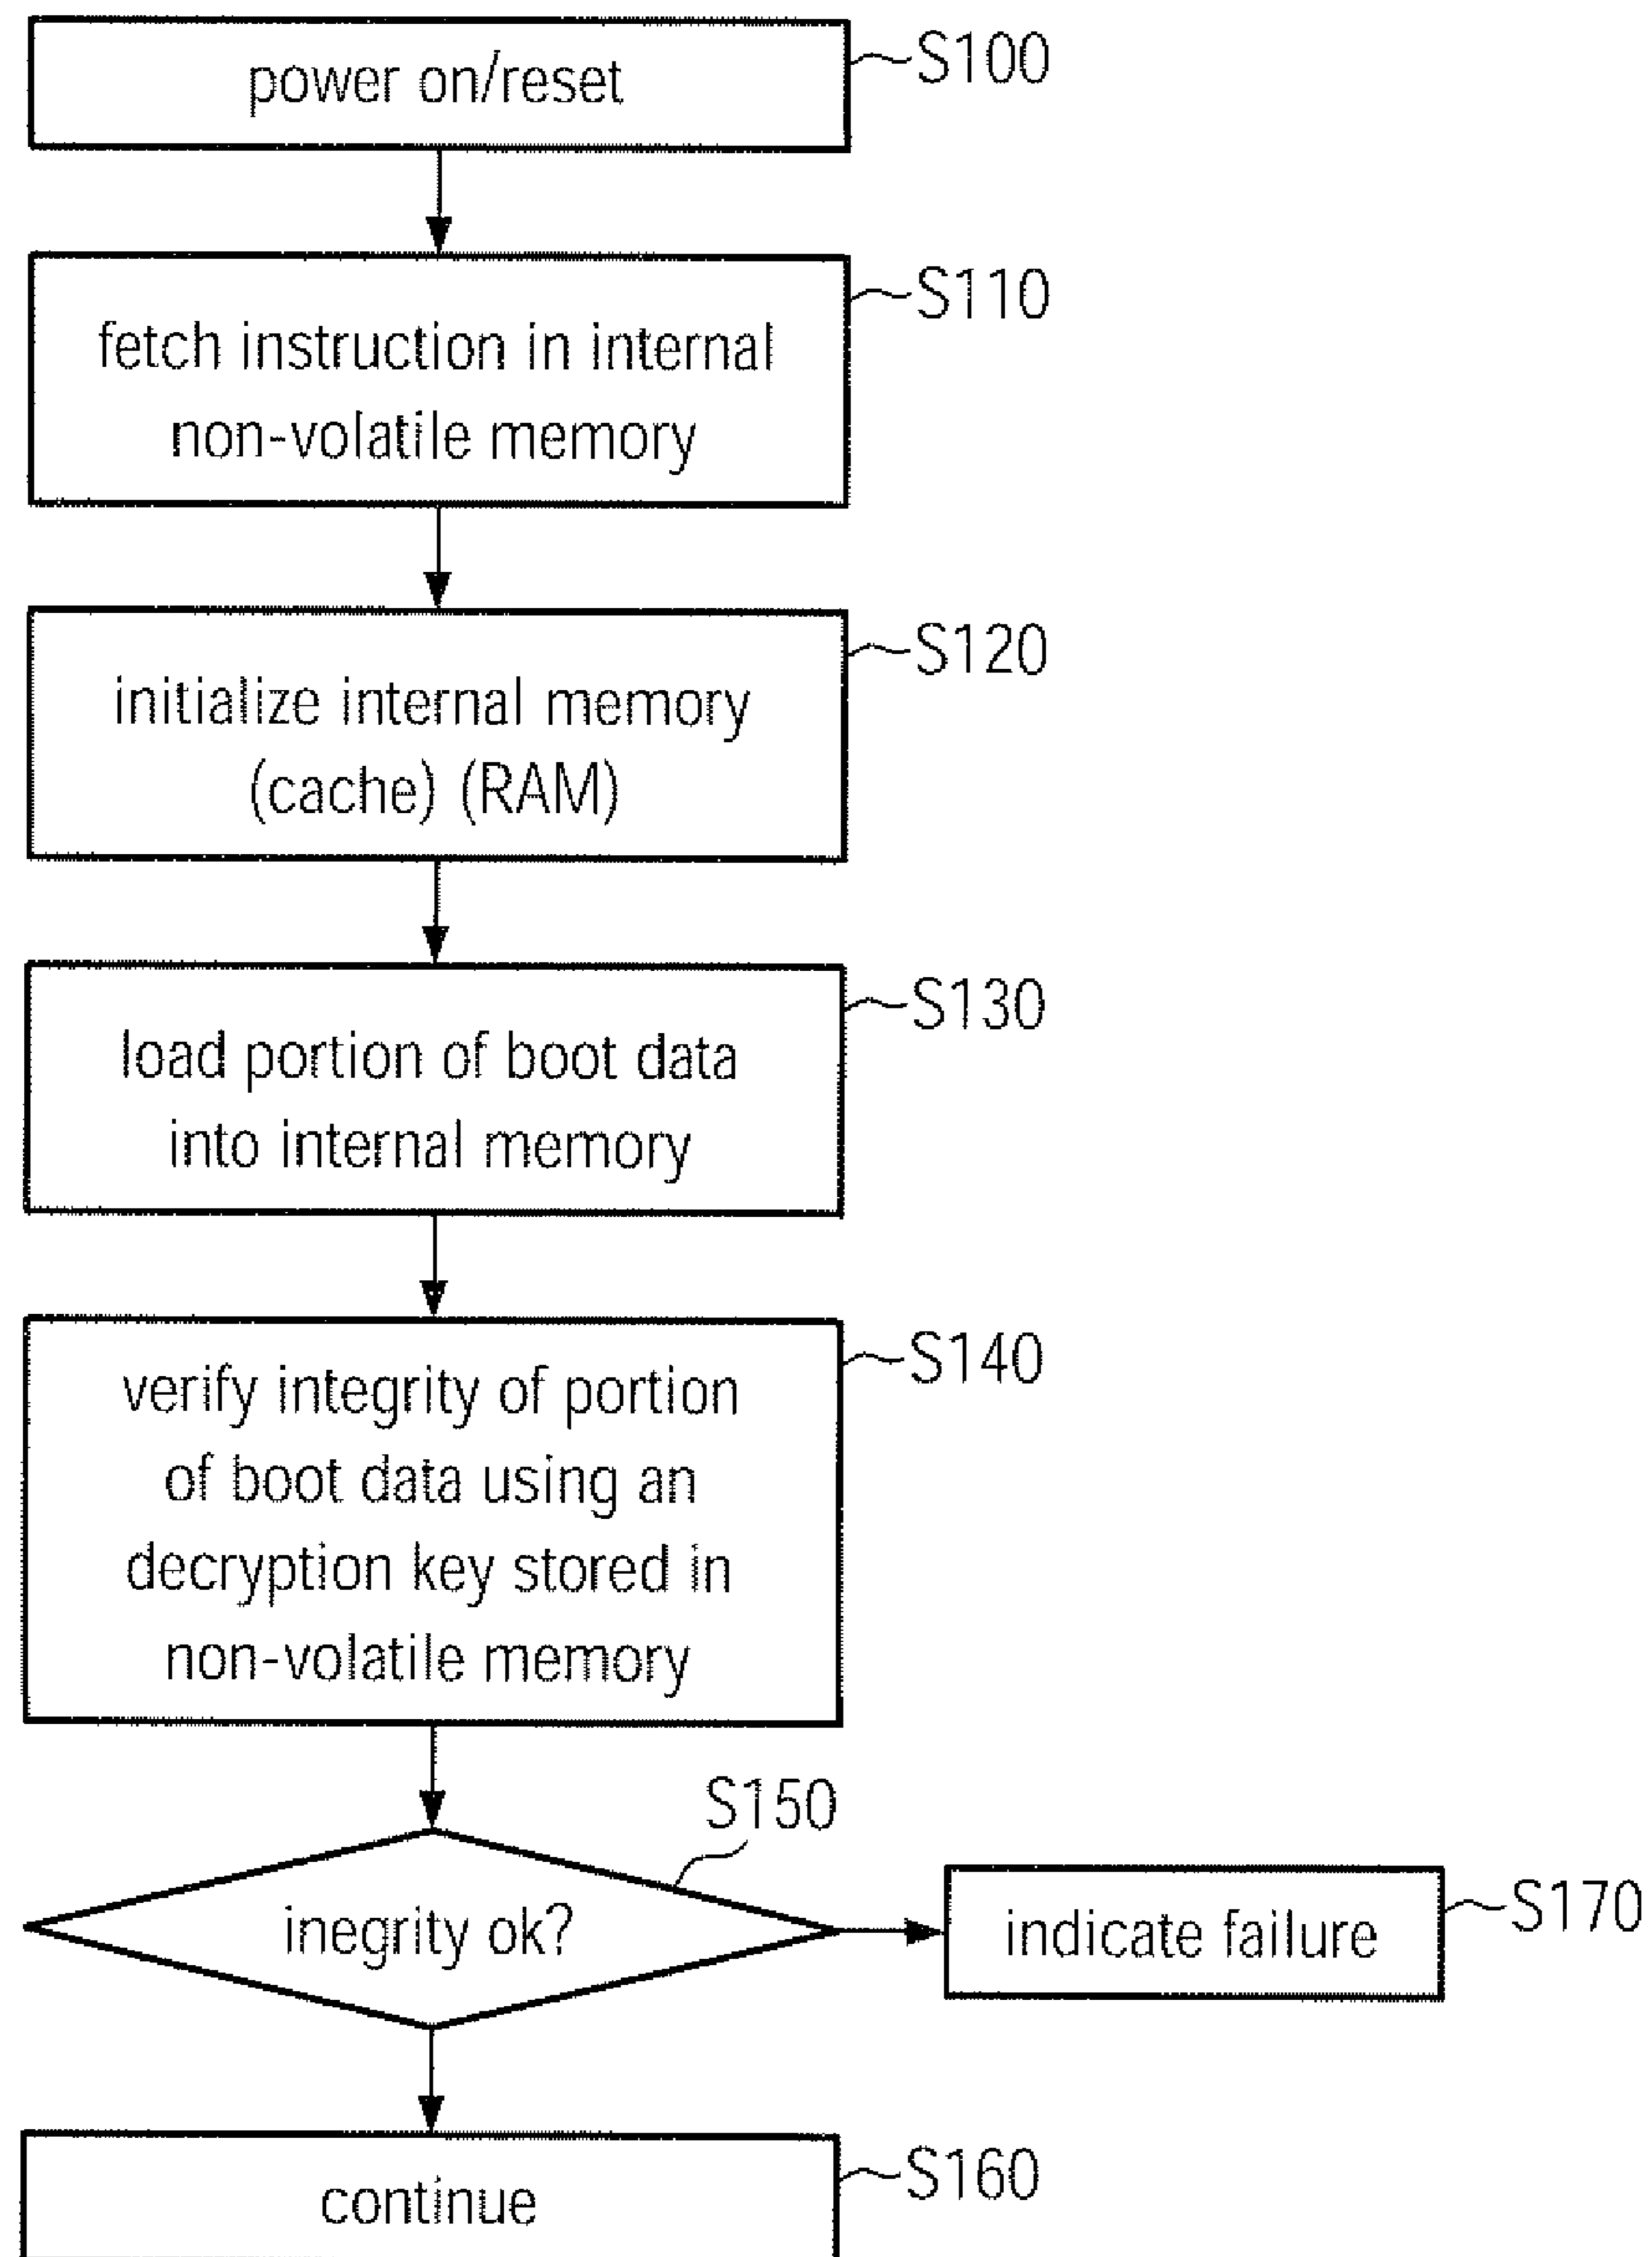 power on/reset
S100
fetch instruction in internal
non-volatile memory
S110
initialize internal memory
(cache) (RAM)
S120
load portion of boot data
into internal memory
S130
verify integrity of portion
of boot data using an
decryption key stored in
non-volatile memory
S140
S150
inegrity ok?
indicate failure
S170
continue
S160